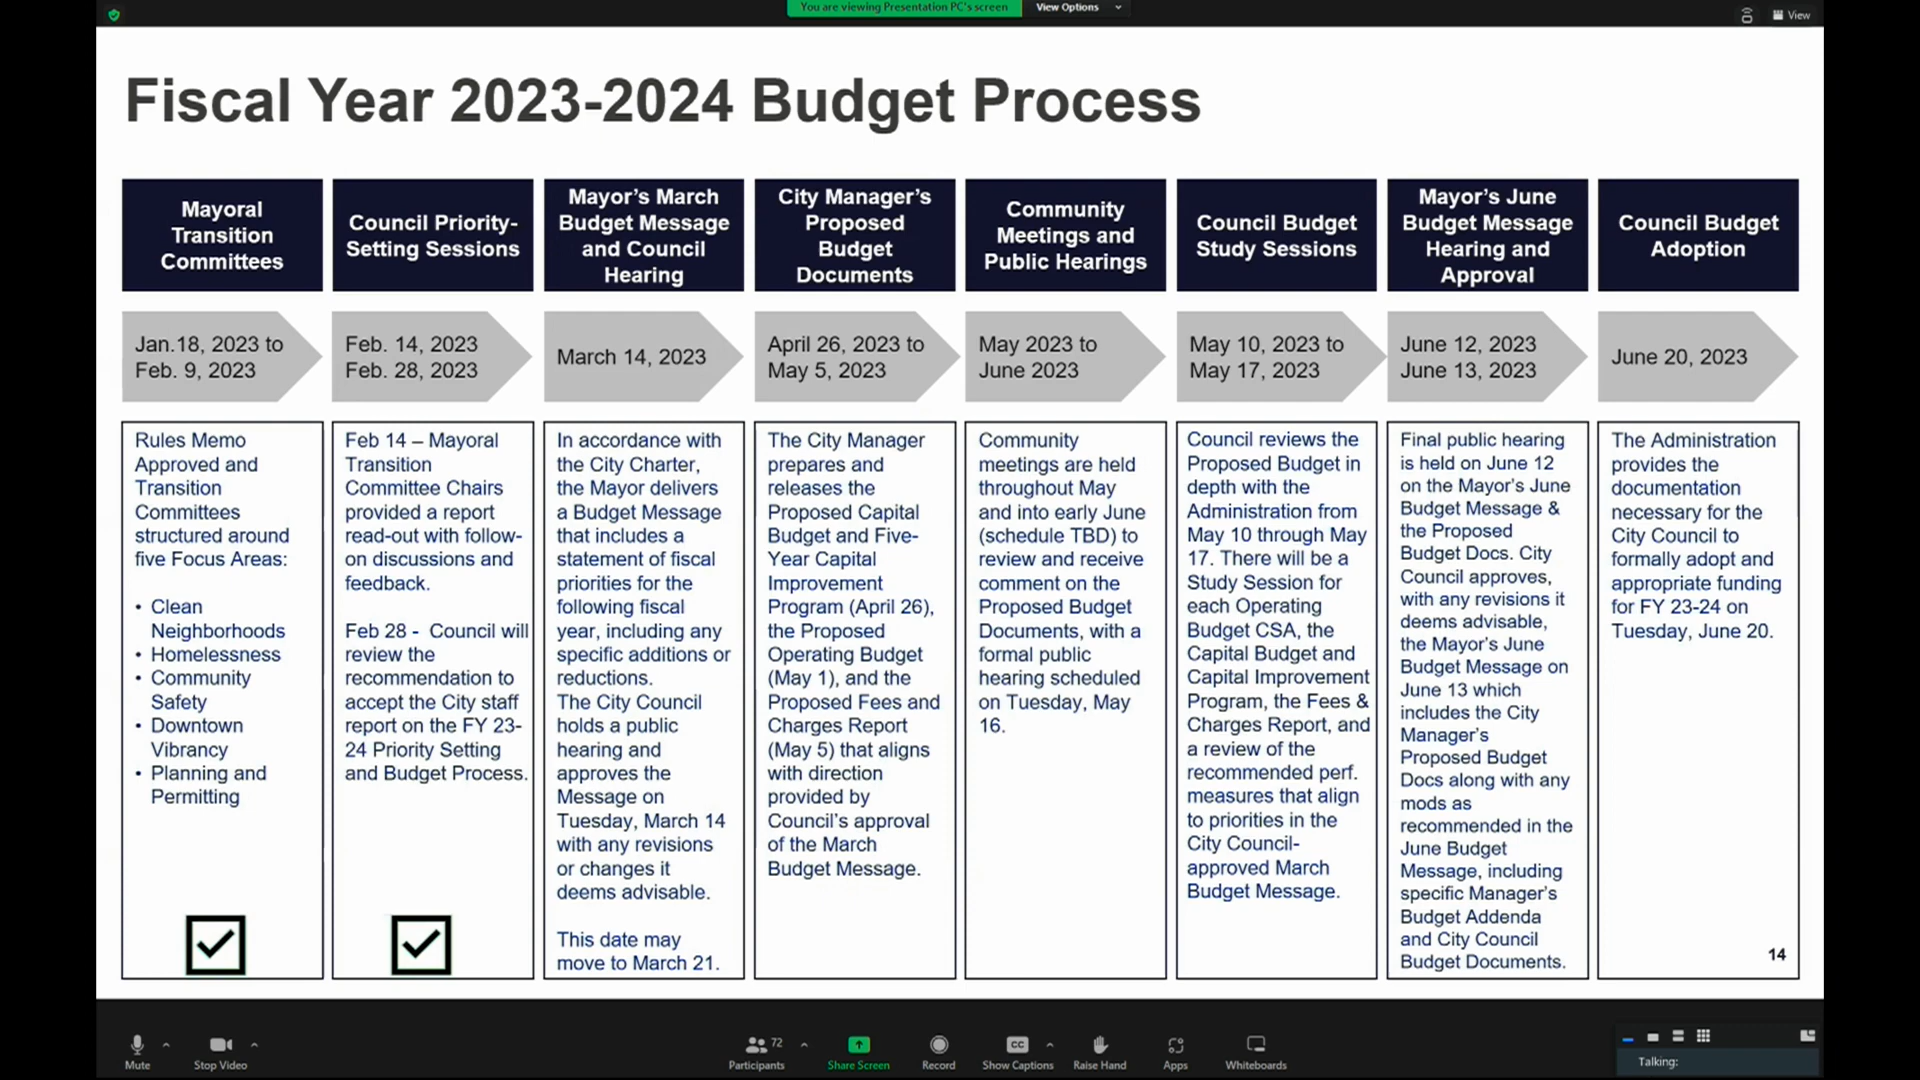 You are viewing Presentation PC's screen
View Options
View
Fiscal Year 2023-2024 Budget Process
Mayoral
Transition
Committees
Council Priority-
Setting Sessions
Mayor's March
Budget Message
and Council
Hearing
City Manager's
Proposed
Budget
Documents
Community
Meetings and
Public Hearings
Council Budget
Study Sessions
Mayor's June
Budget Message
Hearing and
Approval
Council Budget
Adoption
Jan.18, 2023 to
Feb. 9, 2023
Feb. 14, 2023
Feb. 28, 2023
March 14, 2023
April 26, 2023 to
May 5, 2023
May 2023 to
June 2023
May 10, 2023 to
May 17, 2023
June 12, 2023
June 13, 2023
June 20, 2023
Rules Memo
Approved and
Transition
Committees
structured around
five Focus Areas:
• Clean
Neighborhoods
• Homelessness
• Community
Safety
• Downtown
Vibrancy
• Planning and
Permitting
Feb 14 – Mayoral
Transition
Committee Chairs
provided a report
read-out with follow-
on discussions and
feedback.
Feb 28 - Council will
review the
recommendation to
accept the City staff
report on the FY 23-
24 Priority Setting
and Budget Process.
In accordance with
the City Charter,
the Mayor delivers
a Budget Message
that includes a
statement of fiscal
priorities for the
following fiscal
year, including any
specific additions or
reductions.
The City Council
holds a public
hearing and
approves the
Message on
Tuesday, March 14
with any revisions
or changes it
deems advisable.
This date may
move to March 21.
The City Manager
prepares and
releases the
Proposed Capital
Budget and Five-
Year Capital
Improvement
Program (April 26),
the Proposed
Operating Budget
(May 1), and the
Proposed Fees and
Charges Report
(May 5) that aligns
with direction
provided by
Council's approval
of the March
Budget Message.
Community
meetings are held
throughout May
and into early June
(schedule TBD) to
review and receive
comment on the
Proposed Budget
Documents, with a
formal public
hearing scheduled
on Tuesday, May
16.
Council reviews the
Proposed Budget in
depth with the
Administration from
May 10 through May
17. There will be a
Study Session for
each Operating
Budget CSA, the
Capital Budget and
Capital Improvement
Program, the Fees &
Charges Report, and
a review of the
recommended perf.
measures that align
to priorities in the
City Council-
approved March
Budget Message.
Final public hearing
is held on June 12
on the Mayor's June
Budget Message &
the Proposed
Budget Docs. City
Council approves,
with any revisions it
deems advisable,
the Mayor's June
Budget Message on
June 13 which
includes the City
Manager's
Proposed Budget
Docs along with any
mods as
recommended in the
June Budget
Message, including
specific Manager's
Budget Addenda
and City Council
Budget Documents.
The Administration
provides the
documentation
necessary for the
City Council to
formally adopt and
appropriate funding
for FY 23-24 on
Tuesday, June 20.
14
Mute
Stop Video
72
Participants
Share Screen
Record
CC
Show Captions
Raise Hand
Apps
Whiteboards
Talking: